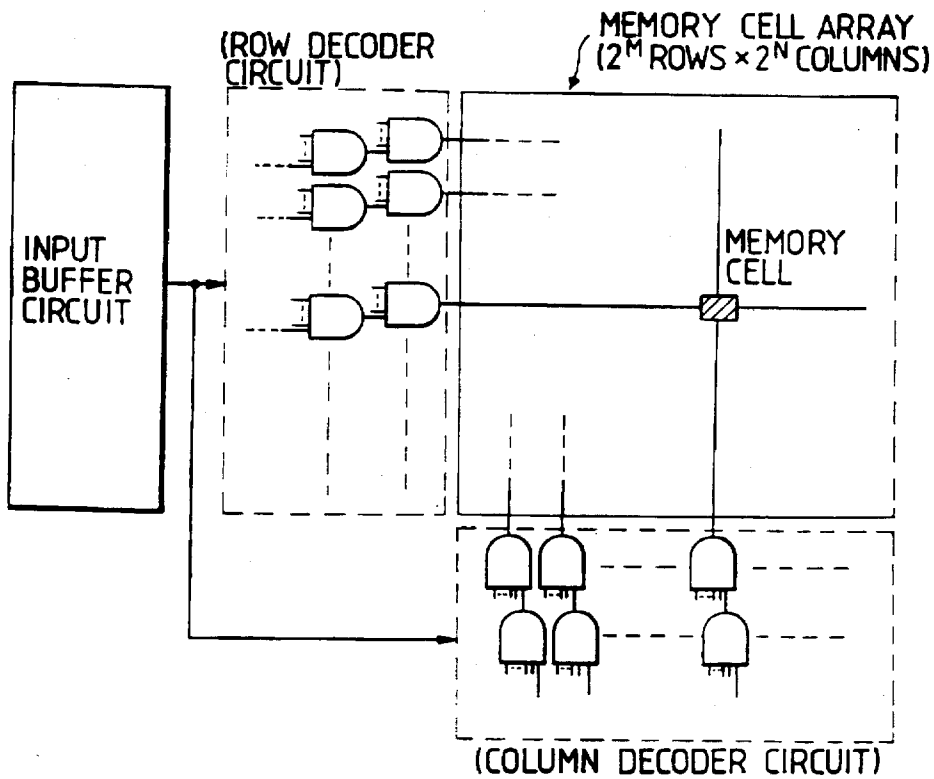 (ROW DECODER
CIRCUIT)
MEMORY CELL ARRAY
(2^M ROWS × 2^N COLUMNS)
INPUT
BUFFER
CIRCUIT
MEMORY
CELL
(COLUMN DECODER CIRCUIT)